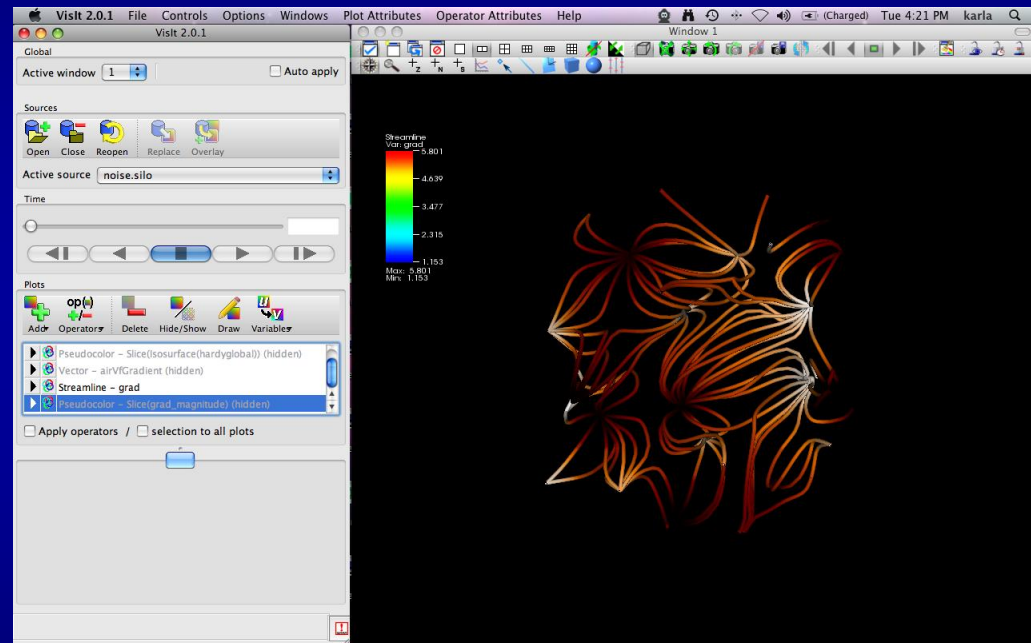 VisIt 2.0.1 File Controls Options Windows Plot Attributes Operator Attributes Help (Charged) Tue 4:21 PM karla
VisIt 2.0.1
Window 1
Global
Active window 1 Auto apply
Sources
Open Close Reopen Replace Overlay
Active source noise.silo
Time
Plots
op(+)
+/-
Add Operators Delete Hide/Show Draw Variables
Pseudocolor - Slice(Isosurface(hardyglobal)) (hidden)
Vector - airVfGradient (hidden)
Streamline - grad
Pseudocolor - Slice(grad_magnitude) (hidden)
Apply operators / selection to all plots
Streamline
Var: grad
5.801
4.639
3.477
2.315
1.153
Max: 5.801
Min: 1.153